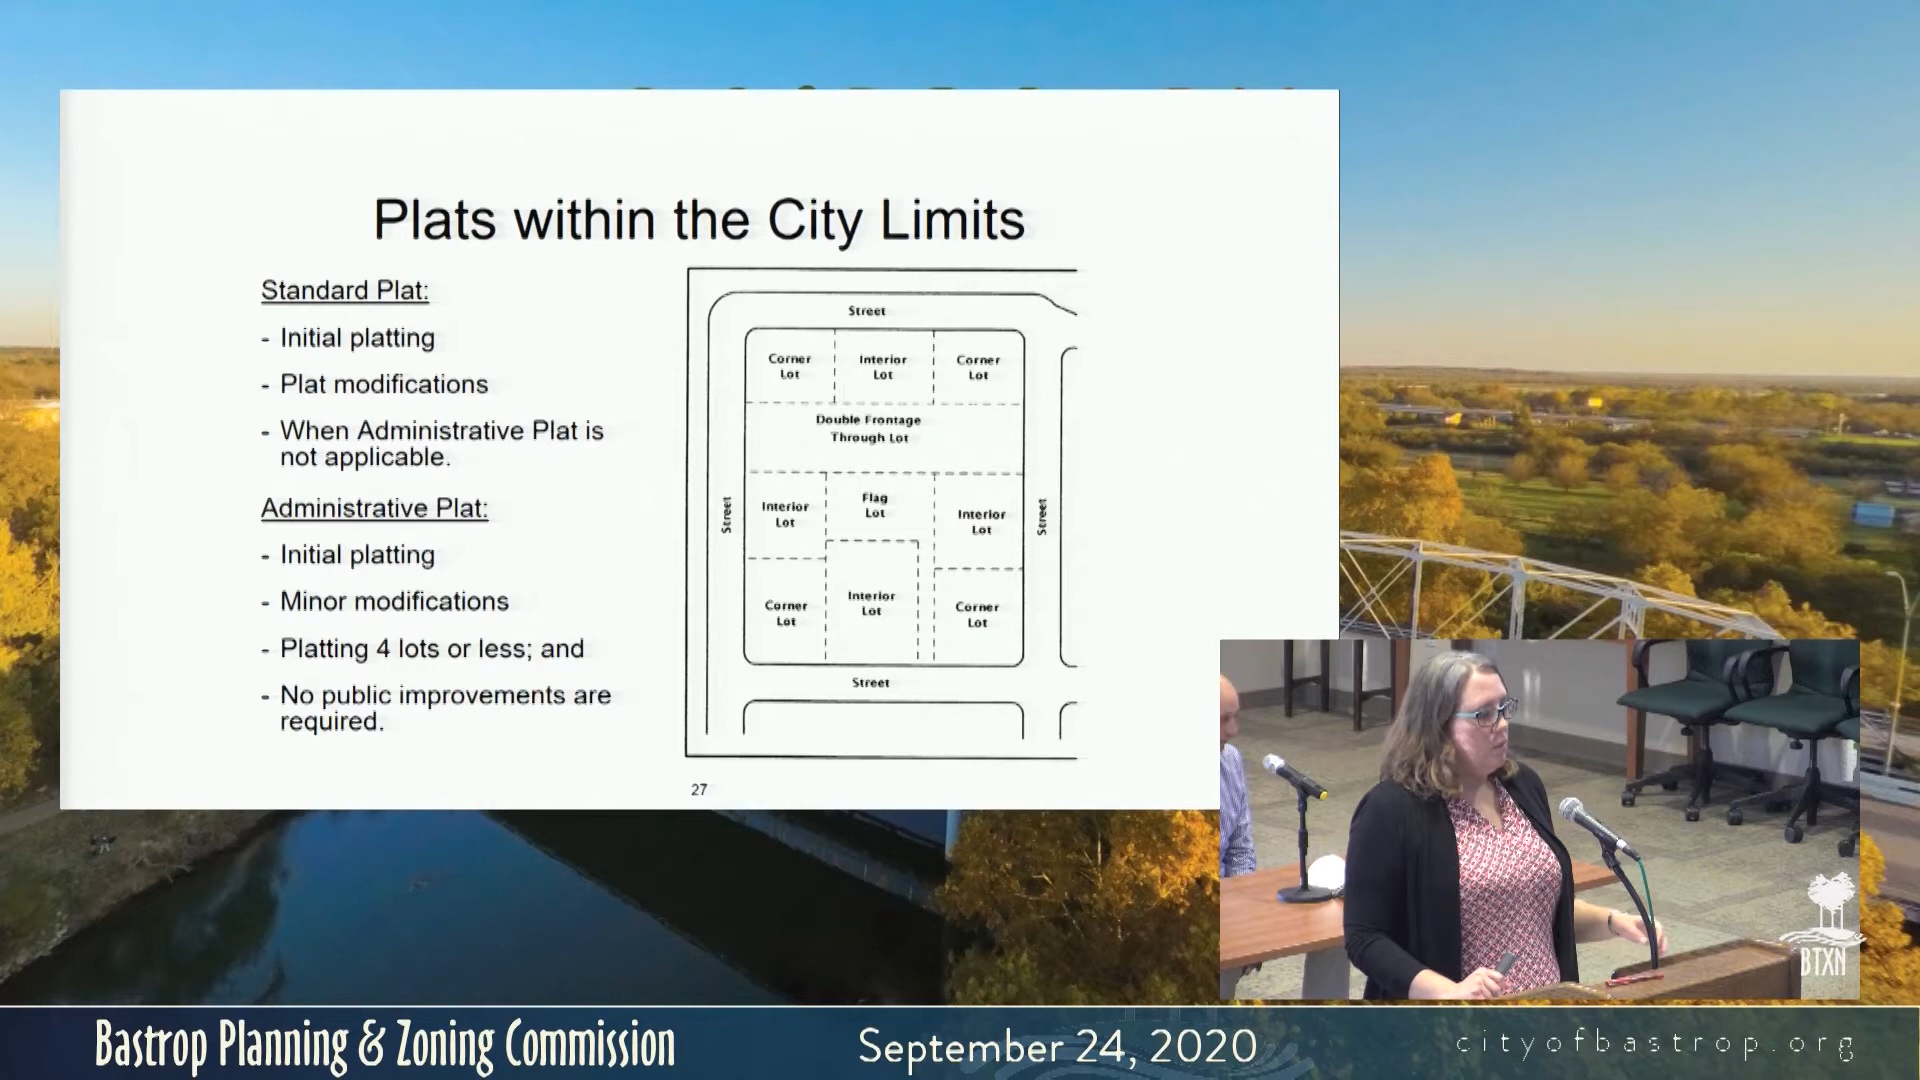 Plats within the City Limits
Standard Plat:
- Initial platting
- Plat modifications
- When Administrative Plat is
not applicable.
Administrative Plat:
- Initial platting
- Minor modifications
- Platting 4 lots or less; and
- No public improvements are
required.
Street
Corner
Lot
Interior
Lot
Corner
Lot
Double Frontage
Through Lot
Street
Interior
Lot
Flag
Lot
Interior
Lot
Street
Corner
Lot
Interior
Lot
Corner
Lot
Street
27
BTXN
Bastrop Planning & Zoning Commission
September 24, 2020
cityofbastrop.org